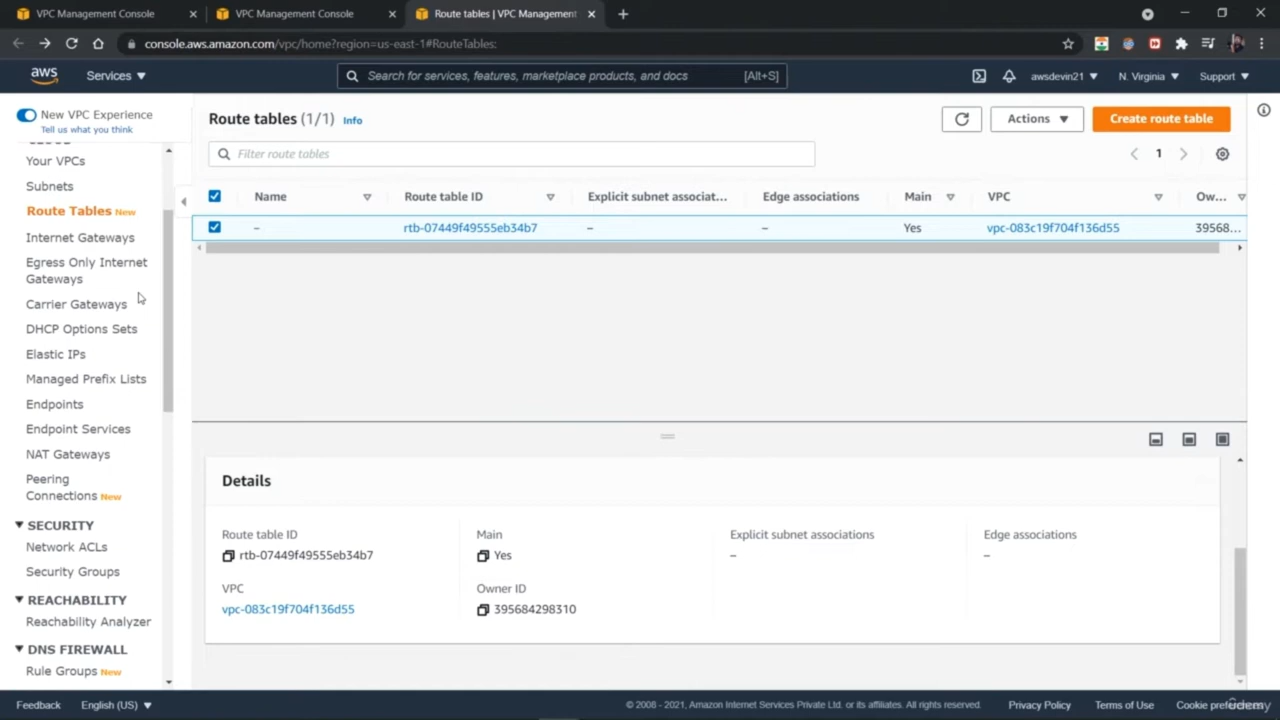 VPC Management Console
VPC Management Console
Route tables | VPC Management
console.aws.amazon.com/vpc/home?region=us-east-1#RouteTables:
aws
Services
Search for services, features, marketplace products, and docs
[Alt+S]
awsdevin21
N. Virginia
Support
New VPC Experience
Tell us what you think
Your VPCs
Subnets
Route Tables New
Internet Gateways
Egress Only Internet
Gateways
Carrier Gateways
DHCP Options Sets
Elastic IPs
Managed Prefix Lists
Endpoints
Endpoint Services
NAT Gateways
Peering
Connections New
SECURITY
Network ACLs
Security Groups
REACHABILITY
Reachability Analyzer
DNS FIREWALL
Rule Groups New
Route tables (1/1) Info
Actions
Create route table
Filter route tables
1
Name
Route table ID
Explicit subnet associat...
Edge associations
Main
VPC
Ow...
–
rtb-07449f49555eb34b7
–
–
Yes
vpc-083c19f704f136d55
39568...
Details
Route table ID
rtb-07449f49555eb34b7
Main
Yes
Explicit subnet associations
–
Edge associations
–
VPC
vpc-083c19f704f136d55
Owner ID
395684298310
Feedback
English (US)
© 2008 - 2021, Amazon Internet Services Private Ltd. or its affiliates. All rights reserved.
Privacy Policy
Terms of Use
Cookie preferences
Udemy